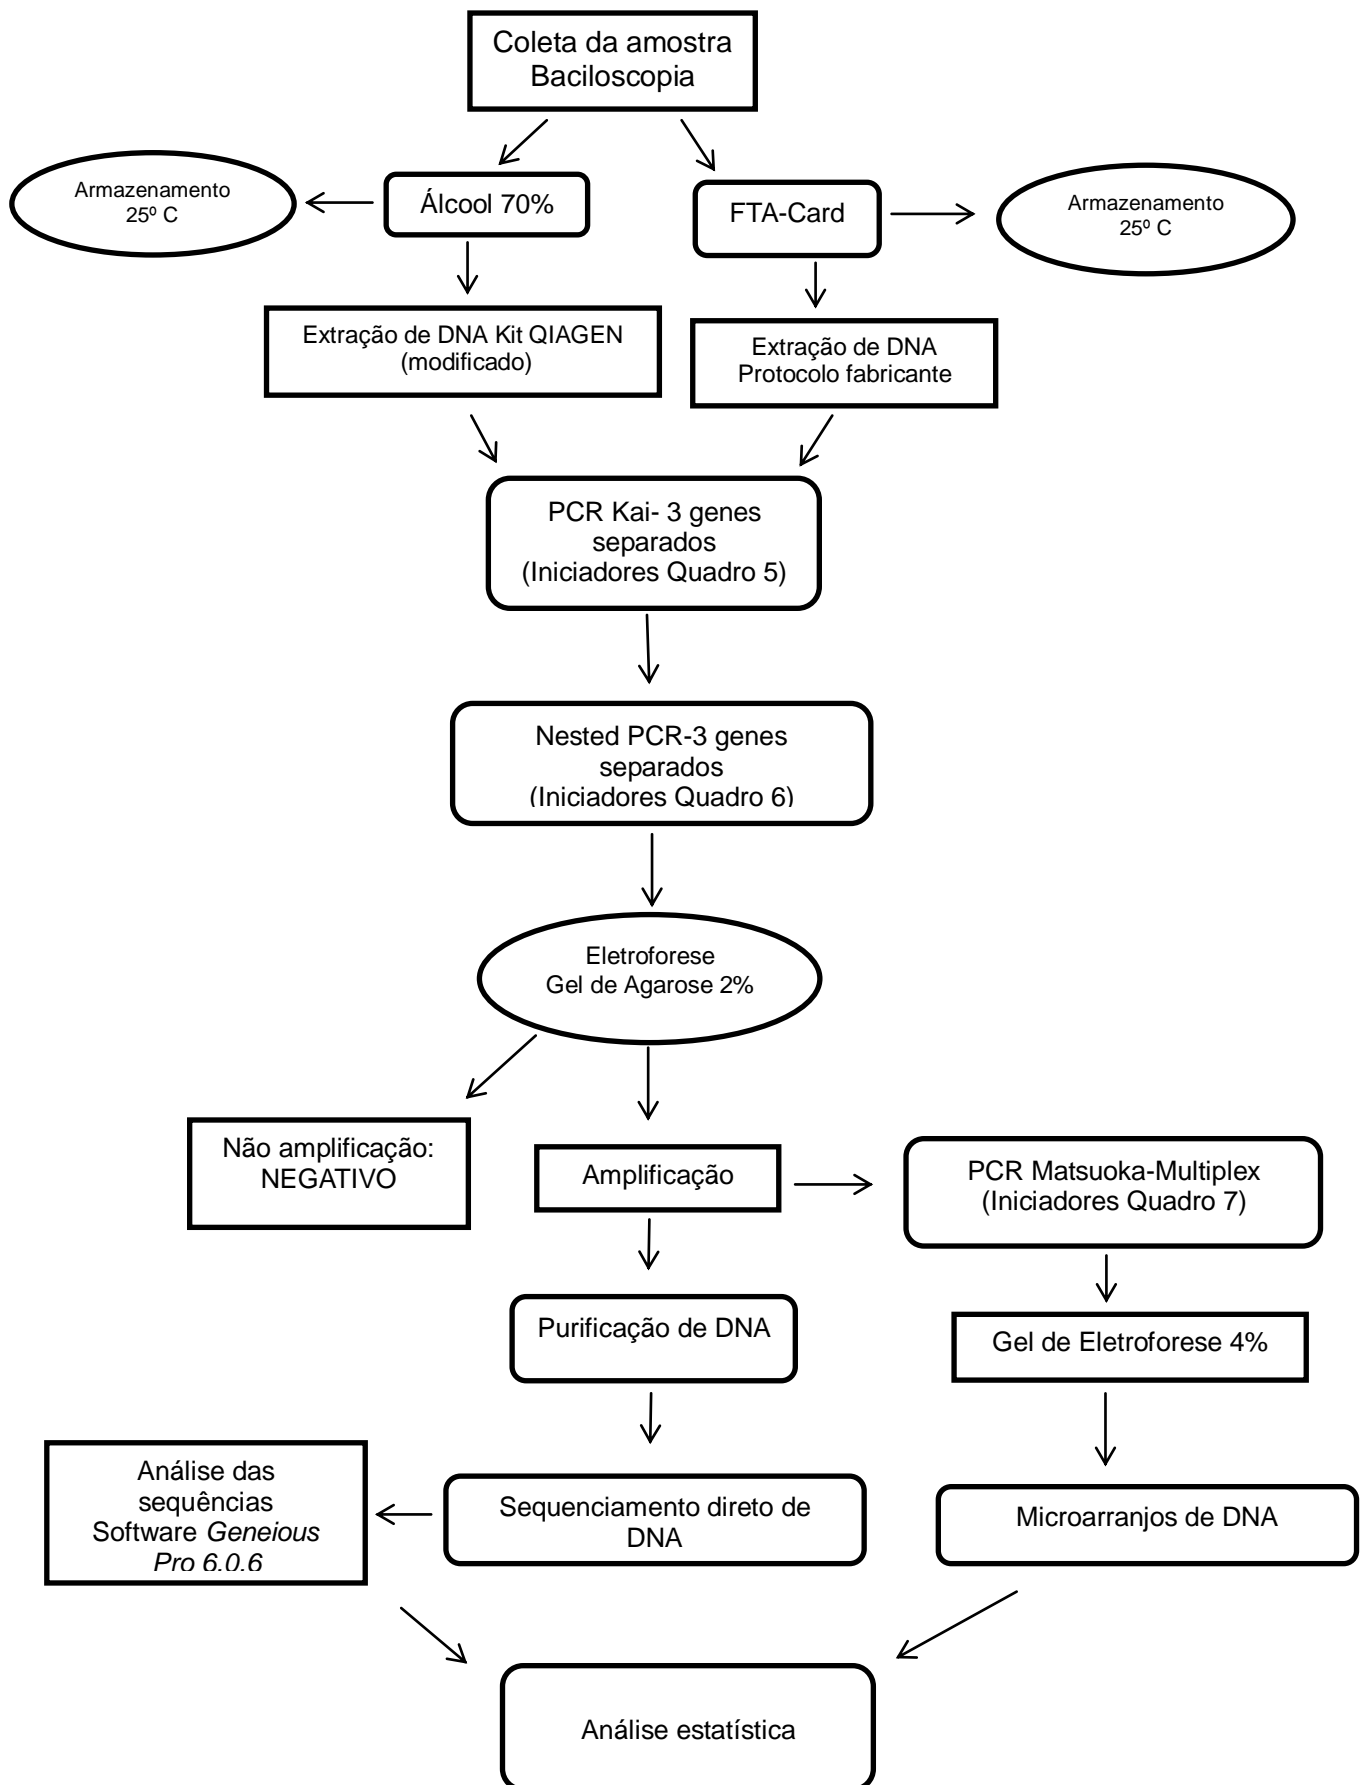 Coleta da amostra
Baciloscopia
Armazenamento
25º C
Álcool 70%
FTA-Card
Armazenamento
25º C
Extração de DNA Kit QIAGEN
(modificado)
Extração de DNA
Protocolo fabricante
PCR Kai- 3 genes
separados
(Iniciadores Quadro 5)
Nested PCR-3 genes
separados
(Iniciadores Quadro 6)
Eletroforese
Gel de Agarose 2%
Não amplificação:
NEGATIVO
Amplificação
PCR Matsuoka-Multiplex
(Iniciadores Quadro 7)
Purificação de DNA
Gel de Eletroforese 4%
Análise das
sequências
Software Geneious
Pro 6.0.6
Sequenciamento direto de
DNA
Microarranjos de DNA
Análise estatística